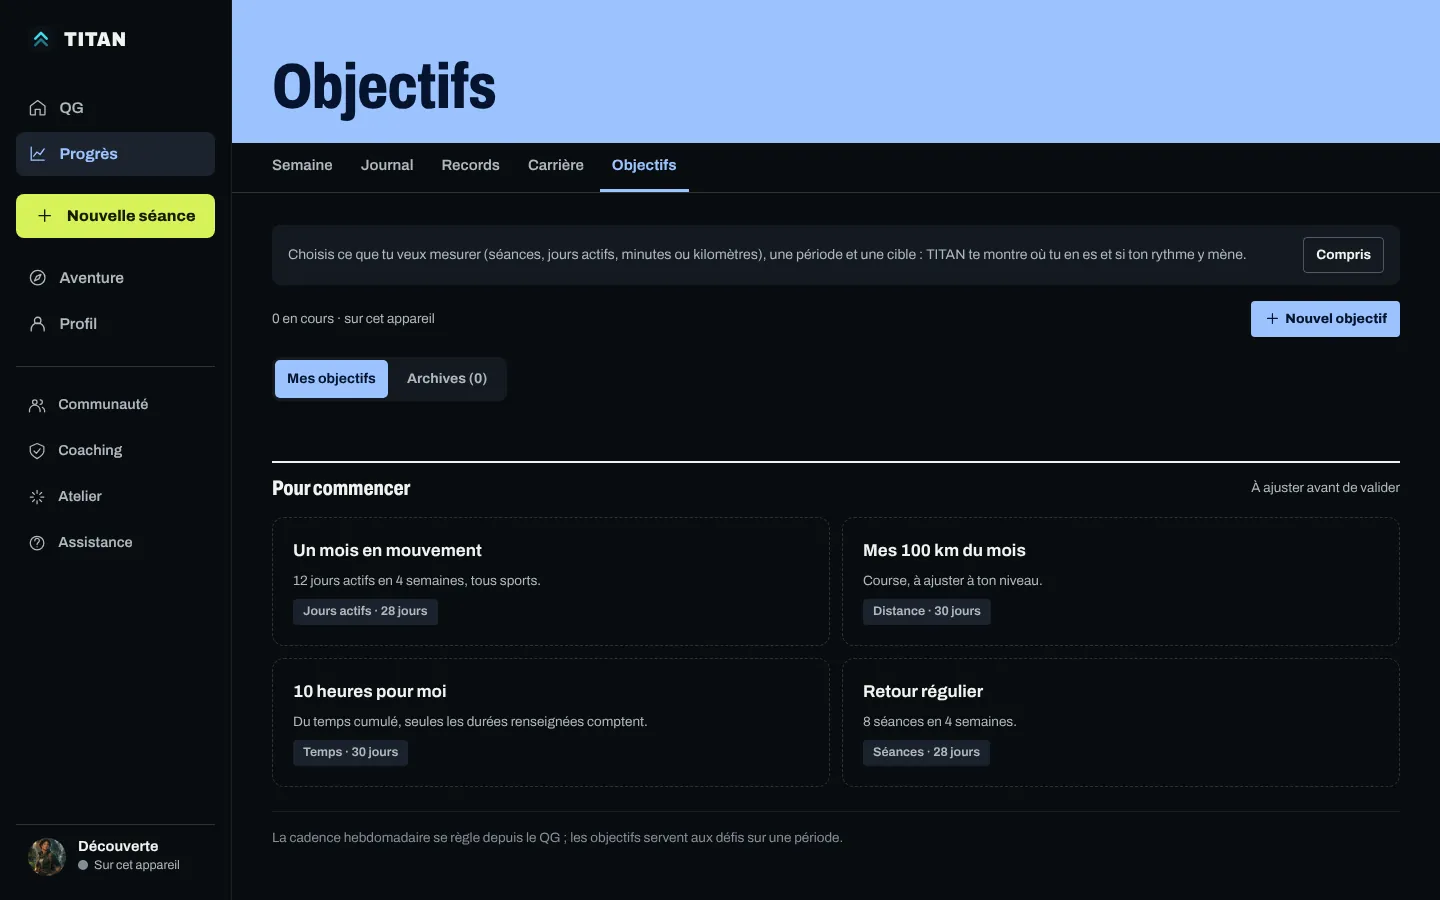 TITAN
QG
Progrès
Nouvelle séance
Aventure
Profil
Communauté
Coaching
Atelier
Assistance
Découverte
Sur cet appareil
Objectifs
Semaine
Journal
Records
Carrière
Objectifs
Choisis ce que tu veux mesurer (séances, jours actifs, minutes ou kilomètres), une période et une cible : TITAN te montre où tu en es et si ton rythme y mène.
Compris
0 en cours · sur cet appareil
Nouvel objectif
Mes objectifs
Archives (0)
Pour commencer
À ajuster avant de valider
Un mois en mouvement
12 jours actifs en 4 semaines, tous sports.
Jours actifs · 28 jours
Mes 100 km du mois
Course, à ajuster à ton niveau.
Distance · 30 jours
10 heures pour moi
Du temps cumulé, seules les durées renseignées comptent.
Temps · 30 jours
Retour régulier
8 séances en 4 semaines.
Séances · 28 jours
La cadence hebdomadaire se règle depuis le QG ; les objectifs servent aux défis sur une période.